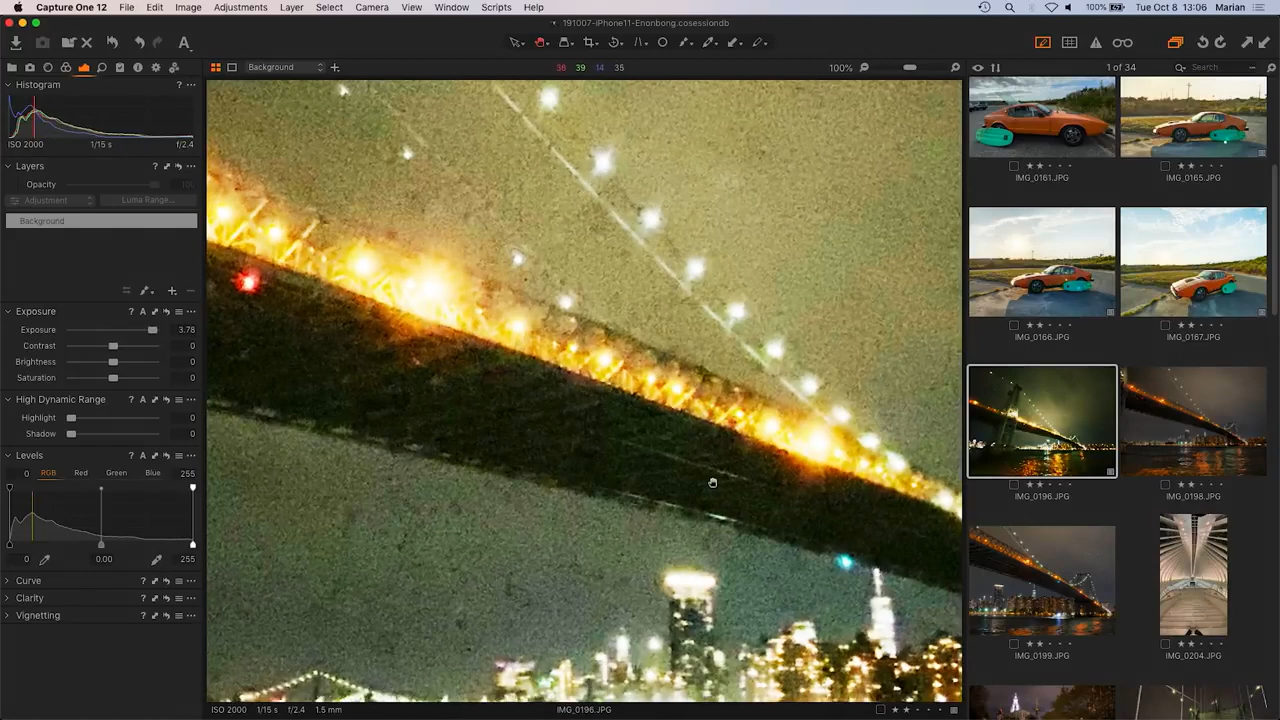 Capture One 12 File Edit Image Adjustments Layer Select Camera View Window Scripts Help 100% Tue Oct 8 13:06 Marian
191007-iPhone11-Enonbong.cosessiondb
A
Background + 36 39 14 35 100% 1 of 34 Search
Histogram ? ...
ISO 2000 1/15 s f/2.4
Layers ? ...
Opacity 100
Adjustment Luma Range...
Background
Exposure ? A ...
Exposure 3.78
Contrast 0
Brightness 0
Saturation 0
High Dynamic Range ? A ...
Highlight 0
Shadow 0
Levels ? A ...
0 RGB Red Green Blue 255
0 0.00 255
Curve ? ...
Clarity ? ...
Vignetting ? ...
ISO 2000 1/15 s f/2.4 1.5 mm IMG_0196.JPG
IMG_0161.JPG IMG_0165.JPG
IMG_0166.JPG IMG_0167.JPG
IMG_0196.JPG IMG_0198.JPG
IMG_0199.JPG IMG_0204.JPG